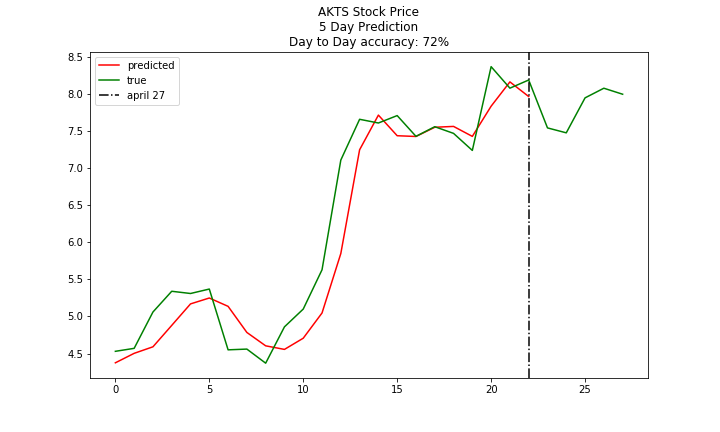 AKTS Stock Price
5 Day Prediction
Day to Day accuracy: 72%
8.5
8.0
7.5
7.0
6.5
6.0
5.5
5.0
4.5
predicted
true
april 27
0 5 10 15 20 25